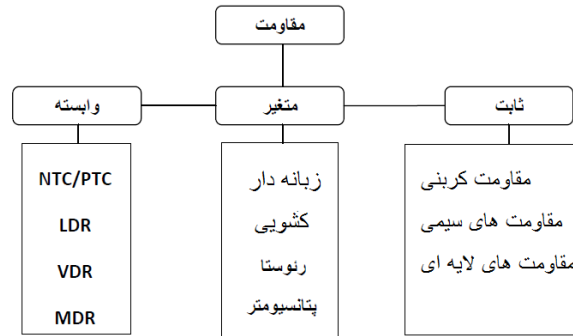 مقاومت
ثابت
متغیر
وابسته
مقاومت کربنی
مقاومت های سیمی
مقاومت های لایه ای
زبانه دار
کشویی
رئوستا
پتانسیومتر
NTC/PTC
LDR
VDR
MDR